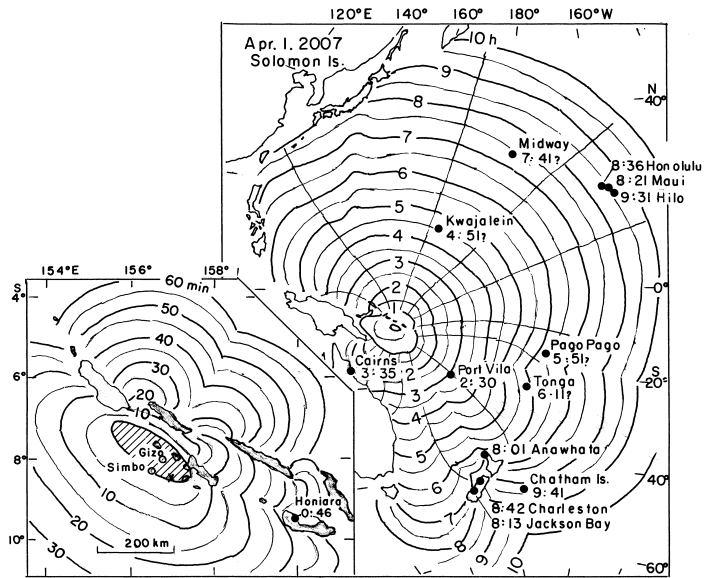 120°E 140° 160° 180° 160°W
Apr. 1, 2007
Solomon Is.
10h
9
8
7
6
5
4
3
2
N
40°
Midway
7:41?
8:36 Honolulu
8:21 Maui
9:31 Hilo
Kwajalein
4:51?
0°
Pago Pago
5:51?
S
20°
Tonga
6:11?
Port Vila
2:30
Cairns
3:35
1
2
3
4
5
6
8:01 Anawhata
Chatham Is.
9:41
40°
8:42 Charleston
8:13 Jackson Bay
8
9
10
60°
154°E 156° 158°
60 min
50
40
30
20
10
S
4°
6°
8°
10°
Gizo
Simbo
10
20
30
Honiara
0:46
200 km